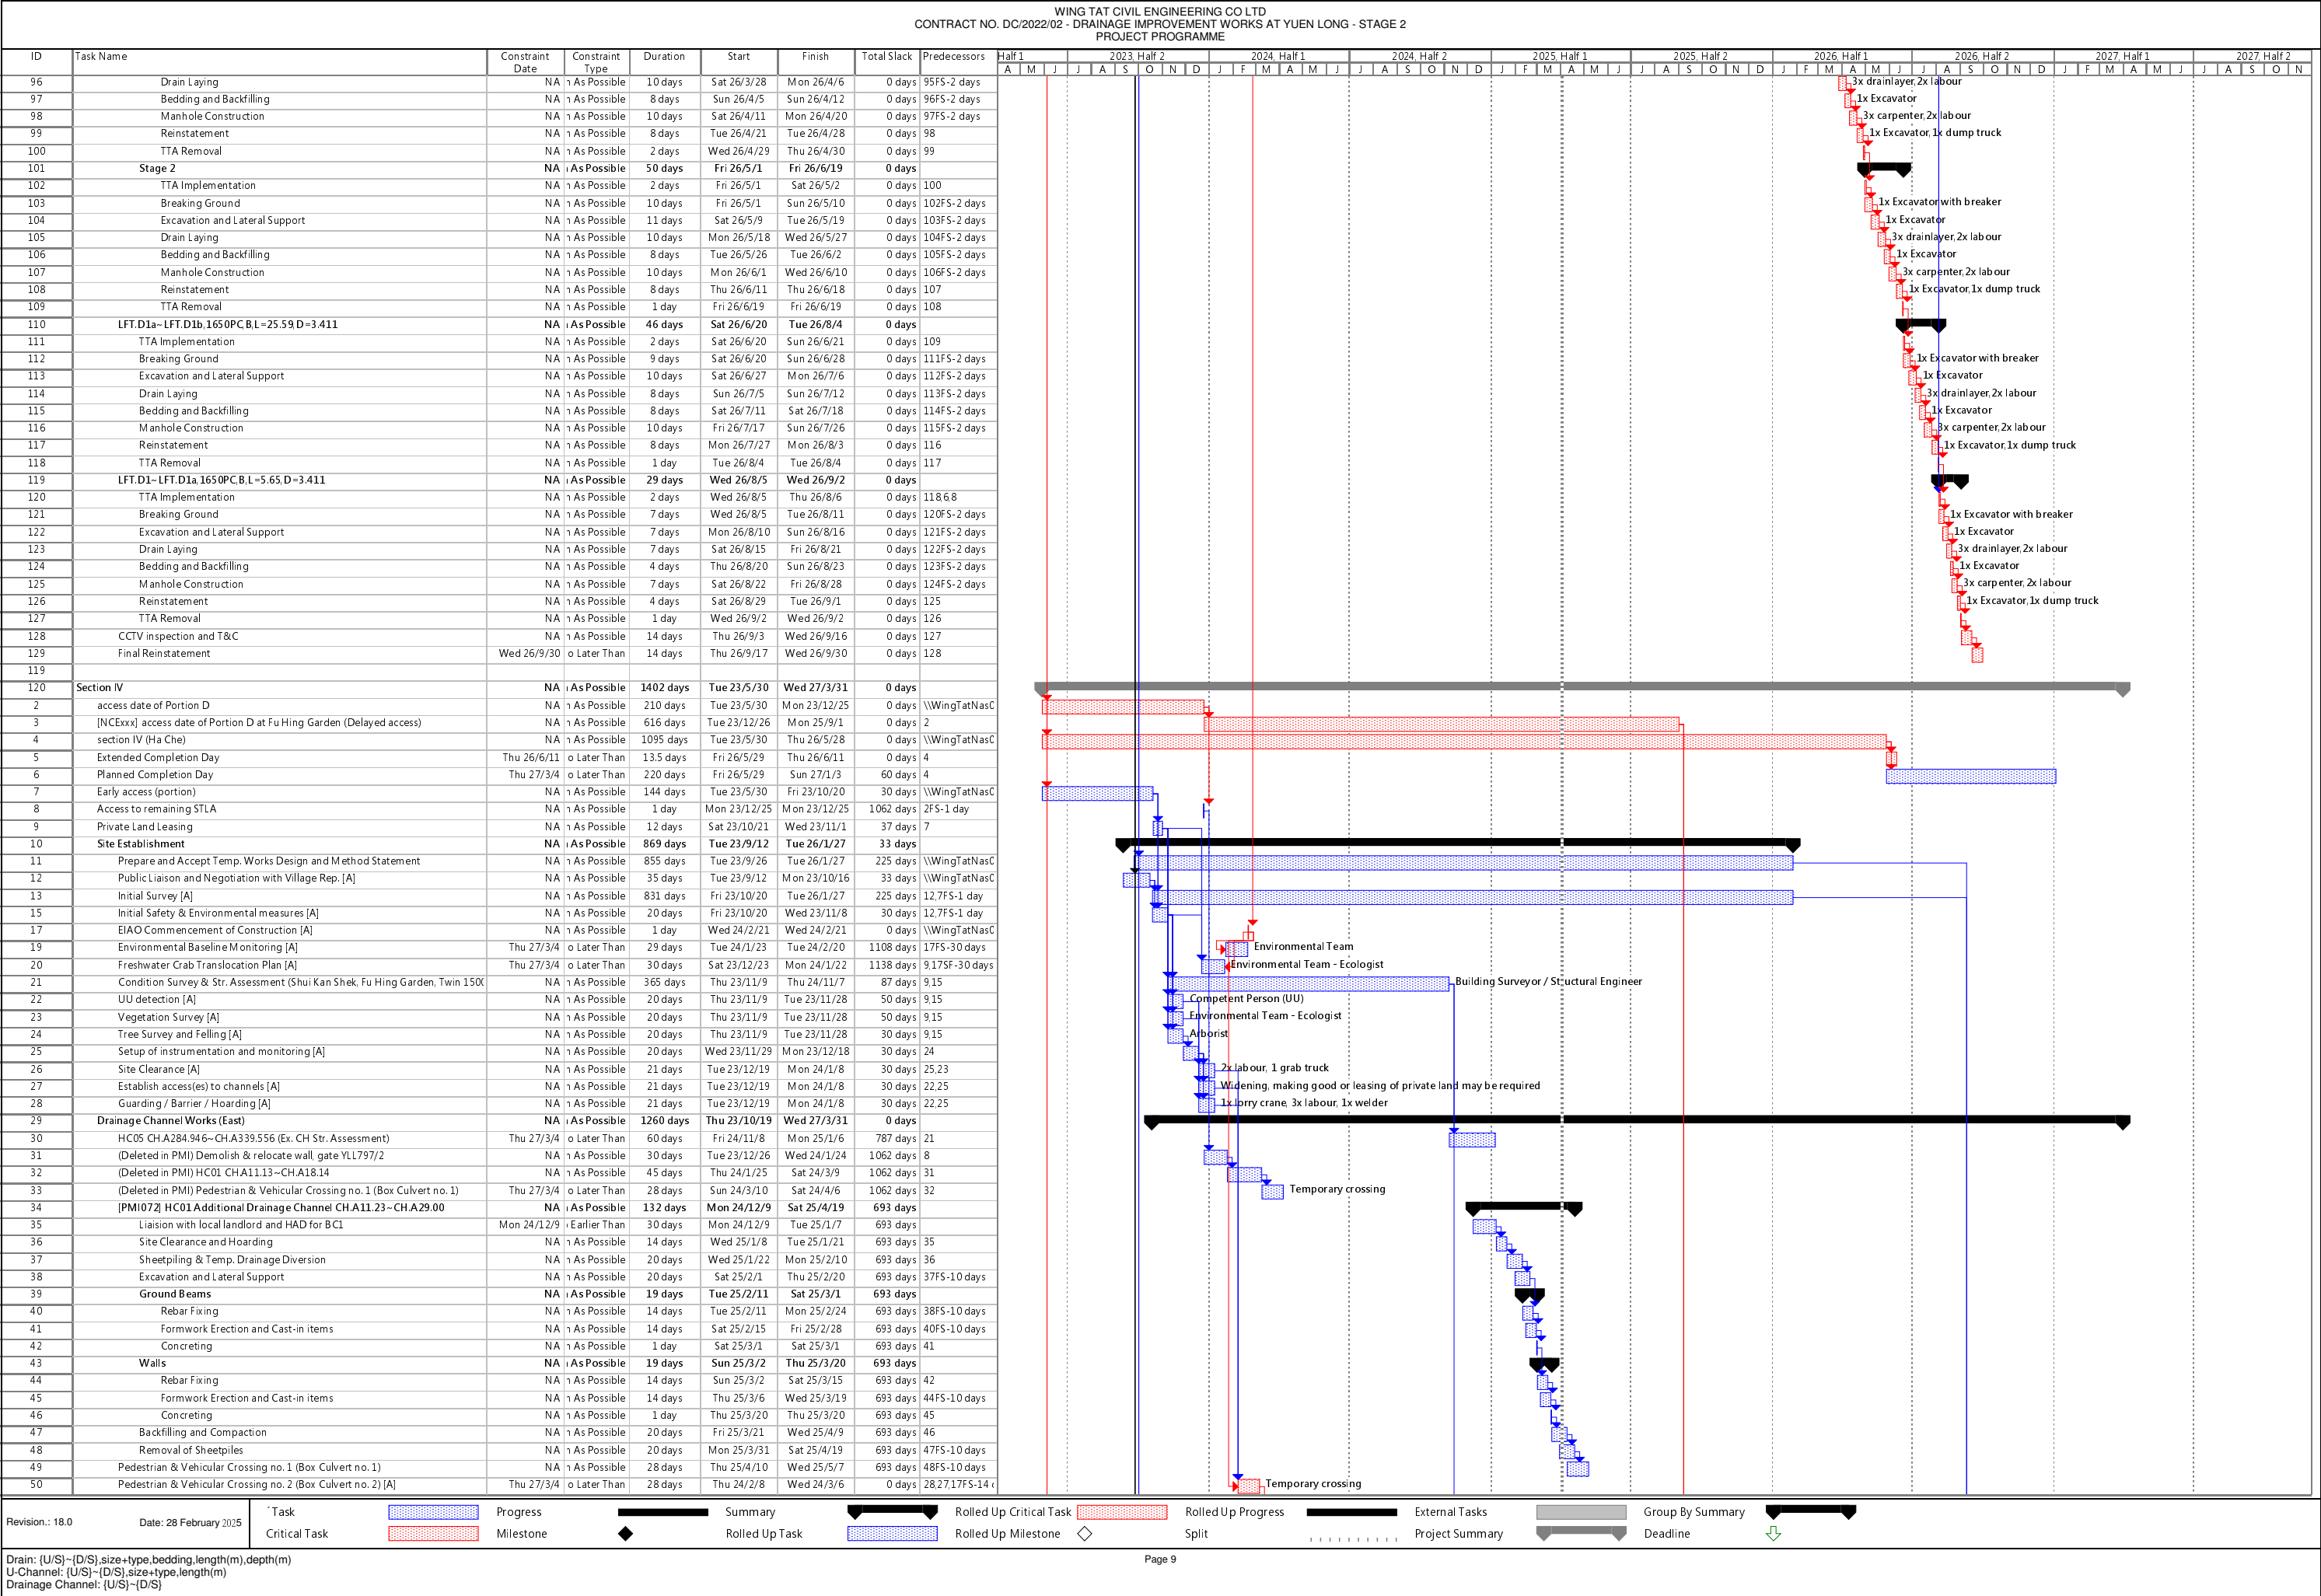 WING TAT CIVIL ENGINEERING CO LTD
CONTRACT NO. DC/2022/02 - DRAINAGE IMPROVEMENT WORKS AT YUEN LONG - STAGE 2
PROJECT PROGRAMME
ID Task Name Constraint Date Constraint Type Duration Start Finish Total Slack Predecessors Half 1 2023, Half 2 2024, Half 1 2024, Half 2 2025, Half 1 2025, Half 2 2026, Half 1 2026, Half 2 2027, Half 1 2027, Half 2
A M J J A S O N D J F M A M J J A S O N D J F M A M J J A S O N D J F M A M J J A S O N D J F M A M J J A S O N
96 Drain Laying NA As Possible 10 days Sat 26/3/28 Mon 26/4/6 0 days 95FS-2 days 3x drainlayer,2x labour
97 Bedding and Backfilling NA As Possible 8 days Sun 26/4/5 Sun 26/4/12 0 days 96FS-2 days 1x Excavator
98 Manhole Construction NA As Possible 10 days Sat 26/4/11 Mon 26/4/20 0 days 97FS-2 days 3x carpenter,2x labour
99 Reinstatement NA As Possible 8 days Tue 26/4/21 Tue 26/4/28 0 days 98 1x Excavator,1x dump truck
100 TTA Removal NA As Possible 2 days Wed 26/4/29 Thu 26/4/30 0 days 99
101 Stage 2 NA As Possible 50 days Fri 26/5/1 Fri 26/6/19 0 days
102 TTA Implementation NA As Possible 2 days Fri 26/5/1 Sat 26/5/2 0 days 100
103 Breaking Ground NA As Possible 10 days Fri 26/5/1 Sun 26/5/10 0 days 102FS-2 days 1x Excavator with breaker
104 Excavation and Lateral Support NA As Possible 11 days Sat 26/5/9 Tue 26/5/19 0 days 103FS-2 days 1x Excavator
105 Drain Laying NA As Possible 10 days Mon 26/5/18 Wed 26/5/27 0 days 104FS-2 days 3x drainlayer,2x labour
106 Bedding and Backfilling NA As Possible 8 days Tue 26/5/26 Tue 26/6/2 0 days 105FS-2 days 1x Excavator
107 Manhole Construction NA As Possible 10 days Mon 26/6/1 Wed 26/6/10 0 days 106FS-2 days 3x carpenter,2x labour
108 Reinstatement NA As Possible 8 days Thu 26/6/11 Thu 26/6/18 0 days 107 1x Excavator,1x dump truck
109 TTA Removal NA As Possible 1 day Fri 26/6/19 Fri 26/6/19 0 days 108
110 LFT.D1a~LFT.D1b,1650PC,B,L=25.59,D=3.411 NA As Possible 46 days Sat 26/6/20 Tue 26/8/4 0 days
111 TTA Implementation NA As Possible 2 days Sat 26/6/20 Sun 26/6/21 0 days 109
112 Breaking Ground NA As Possible 9 days Sat 26/6/20 Sun 26/6/28 0 days 111FS-2 days 1x Excavator with breaker
113 Excavation and Lateral Support NA As Possible 10 days Sat 26/6/27 Mon 26/7/6 0 days 112FS-2 days 1x Excavator
114 Drain Laying NA As Possible 8 days Sun 26/7/5 Sun 26/7/12 0 days 113FS-2 days 3x drainlayer,2x labour
115 Bedding and Backfilling NA As Possible 8 days Sat 26/7/11 Sat 26/7/18 0 days 114FS-2 days 1x Excavator
116 Manhole Construction NA As Possible 10 days Fri 26/7/17 Sun 26/7/26 0 days 115FS-2 days 3x carpenter,2x labour
117 Reinstatement NA As Possible 8 days Mon 26/7/27 Mon 26/8/3 0 days 116 1x Excavator,1x dump truck
118 TTA Removal NA As Possible 1 day Tue 26/8/4 Tue 26/8/4 0 days 117
119 LFT.D1~LFT.D1a,1650PC,B,L=5.65,D=3.411 NA As Possible 29 days Wed 26/8/5 Wed 26/9/2 0 days
120 TTA Implementation NA As Possible 2 days Wed 26/8/5 Thu 26/8/6 0 days 118,6,8
121 Breaking Ground NA As Possible 7 days Wed 26/8/5 Tue 26/8/11 0 days 120FS-2 days 1x Excavator with breaker
122 Excavation and Lateral Support NA As Possible 7 days Mon 26/8/10 Sun 26/8/16 0 days 121FS-2 days 1x Excavator
123 Drain Laying NA As Possible 7 days Sat 26/8/15 Fri 26/8/21 0 days 122FS-2 days 3x drainlayer,2x labour
124 Bedding and Backfilling NA As Possible 4 days Thu 26/8/20 Sun 26/8/23 0 days 123FS-2 days 1x Excavator
125 Manhole Construction NA As Possible 7 days Sat 26/8/22 Fri 26/8/28 0 days 124FS-2 days 3x carpenter,2x labour
126 Reinstatement NA As Possible 4 days Sat 26/8/29 Tue 26/9/1 0 days 125 1x Excavator,1x dump truck
127 TTA Removal NA As Possible 1 day Wed 26/9/2 Wed 26/9/2 0 days 126
128 CCTV inspection and T&C NA As Possible 14 days Thu 26/9/3 Wed 26/9/16 0 days 127
129 Final Reinstatement Wed 26/9/30 o Later Than 14 days Thu 26/9/17 Wed 26/9/30 0 days 128
119
120 Section IV NA As Possible 1402 days Tue 23/5/30 Wed 27/3/31 0 days
2 access date of Portion D NA As Possible 210 days Tue 23/5/30 Mon 23/12/25 0 days \\WingTatNas0
3 [NCExxx] access date of Portion D at Fu Hing Garden (Delayed access) NA As Possible 616 days Tue 23/12/26 Mon 25/9/1 0 days 2
4 section IV (Ha Che) NA As Possible 1095 days Tue 23/5/30 Thu 26/5/28 0 days \\WingTatNas0
5 Extended Completion Day Thu 26/6/11 o Later Than 13.5 days Fri 26/5/29 Thu 26/6/11 0 days 4
6 Planned Completion Day Thu 27/3/4 o Later Than 220 days Fri 26/5/29 Sun 27/1/3 60 days 4
7 Early access (portion) NA As Possible 144 days Tue 23/5/30 Fri 23/10/20 30 days \\WingTatNas0
8 Access to remaining STLA NA As Possible 1 day Mon 23/12/25 Mon 23/12/25 1062 days 2FS-1 day
9 Private Land Leasing NA As Possible 12 days Sat 23/10/21 Wed 23/11/1 37 days 7
10 Site Establishment NA As Possible 869 days Tue 23/9/12 Tue 26/1/27 33 days
11 Prepare and Accept Temp. Works Design and Method Statement NA As Possible 855 days Tue 23/9/26 Tue 26/1/27 225 days \\WingTatNas0
12 Public Liaison and Negotiation with Village Rep. [A] NA As Possible 35 days Tue 23/9/12 Mon 23/10/16 33 days \\WingTatNas0
13 Initial Survey [A] NA As Possible 831 days Fri 23/10/20 Tue 26/1/27 225 days 12,7FS-1 day
15 Initial Safety & Environmental measures [A] NA As Possible 20 days Fri 23/10/20 Wed 23/11/8 30 days 12,7FS-1 day
17 EIAO Commencement of Construction [A] NA As Possible 1 day Wed 24/2/21 Wed 24/2/21 0 days \\WingTatNas0
19 Environmental Baseline Monitoring [A] Thu 27/3/4 o Later Than 29 days Tue 24/1/23 Tue 24/2/20 1108 days 17FS-30 days Environmental Team
20 Freshwater Crab Translocation Plan [A] Thu 27/3/4 o Later Than 30 days Sat 23/12/23 Mon 24/1/22 1138 days 9,17SF-30 days Environmental Team - Ecologist
21 Condition Survey & Str. Assessment (Shui Kan Shek, Fu Hing Garden, Twin 150( NA As Possible 365 days Thu 23/11/9 Thu 24/11/7 87 days 9,15 Building Surveyor / Structural Engineer
22 UU detection [A] NA As Possible 20 days Thu 23/11/9 Tue 23/11/28 50 days 9,15 Competent Person (UU)
23 Vegetation Survey [A] NA As Possible 20 days Thu 23/11/9 Tue 23/11/28 50 days 9,15 Environmental Team - Ecologist
24 Tree Survey and Felling [A] NA As Possible 20 days Thu 23/11/9 Tue 23/11/28 30 days 9,15 Arborist
25 Setup of instrumentation and monitoring [A] NA As Possible 20 days Wed 23/11/29 Mon 23/12/18 30 days 24
26 Site Clearance [A] NA As Possible 21 days Tue 23/12/19 Mon 24/1/8 30 days 25,23 2x labour, 1 grab truck
27 Establish access(es) to channels [A] NA As Possible 21 days Tue 23/12/19 Mon 24/1/8 30 days 22,25 Widening, making good or leasing of private land may be required
28 Guarding / Barrier / Hoarding [A] NA As Possible 21 days Tue 23/12/19 Mon 24/1/8 30 days 22,25 1x lorry crane, 3x labour, 1x welder
29 Drainage Channel Works (East) NA As Possible 1260 days Thu 23/10/19 Wed 27/3/31 0 days
30 HC05 CH.A284.946~CH.A339.556 (Ex. CH Str. Assessment) Thu 27/3/4 o Later Than 60 days Fri 24/11/8 Mon 25/1/6 787 days 21
31 (Deleted in PMI) Demolish & relocate wall, gate YLL797/2 NA As Possible 30 days Tue 23/12/26 Wed 24/1/24 1062 days 8
32 (Deleted in PMI) HC01 CH.A11.13~CH.A18.14 NA As Possible 45 days Thu 24/1/25 Sat 24/3/9 1062 days 31
33 (Deleted in PMI) Pedestrian & Vehicular Crossing no. 1 (Box Culvert no. 1) Thu 27/3/4 o Later Than 28 days Sun 24/3/10 Sat 24/4/6 1062 days 32 Temporary crossing
34 [PMI072] HC01 Additional Drainage Channel CH.A11.23~CH.A29.00 NA As Possible 132 days Mon 24/12/9 Sat 25/4/19 693 days
35 Liaision with local landlord and HAD for BC1 Mon 24/12/9 Earlier Than 30 days Mon 24/12/9 Tue 25/1/7 693 days
36 Site Clearance and Hoarding NA As Possible 14 days Wed 25/1/8 Tue 25/1/21 693 days 35
37 Sheetpiling & Temp. Drainage Diversion NA As Possible 20 days Wed 25/1/22 Mon 25/2/10 693 days 36
38 Excavation and Lateral Support NA As Possible 20 days Sat 25/2/1 Thu 25/2/20 693 days 37FS-10 days
39 Ground Beams NA As Possible 19 days Tue 25/2/11 Sat 25/3/1 693 days
40 Rebar Fixing NA As Possible 14 days Tue 25/2/11 Mon 25/2/24 693 days 38FS-10 days
41 Formwork Erection and Cast-in items NA As Possible 14 days Sat 25/2/15 Fri 25/2/28 693 days 40FS-10 days
42 Concreting NA As Possible 1 day Sat 25/3/1 Sat 25/3/1 693 days 41
43 Walls NA As Possible 19 days Sun 25/3/2 Thu 25/3/20 693 days
44 Rebar Fixing NA As Possible 14 days Sun 25/3/2 Sat 25/3/15 693 days 42
45 Formwork Erection and Cast-in items NA As Possible 14 days Thu 25/3/6 Wed 25/3/19 693 days 44FS-10 days
46 Concreting NA As Possible 1 day Thu 25/3/20 Thu 25/3/20 693 days 45
47 Backfilling and Compaction NA As Possible 20 days Fri 25/3/21 Wed 25/4/9 693 days 46
48 Removal of Sheetpiles NA As Possible 20 days Mon 25/3/31 Sat 25/4/19 693 days 47FS-10 days
49 Pedestrian & Vehicular Crossing no. 1 (Box Culvert no. 1) NA As Possible 28 days Thu 25/4/10 Wed 25/5/7 693 days 48FS-10 days
50 Pedestrian & Vehicular Crossing no. 2 (Box Culvert no. 2) [A] Thu 27/3/4 o Later Than 28 days Thu 24/2/8 Wed 24/3/6 0 days 28,27,17FS-14 Temporary crossing
Revision.: 18.0 Date: 28 February 2025
Task Progress Summary Rolled Up Critical Task Rolled Up Progress External Tasks Group By Summary
Critical Task Milestone Rolled Up Task Rolled Up Milestone Split Project Summary Deadline
Drain: {U/S}~{D/S},size+type,bedding,length(m),depth(m)
U-Channel: {U/S}~{D/S},size+type,length(m)
Drainage Channel: {U/S}~{D/S}
Page 9